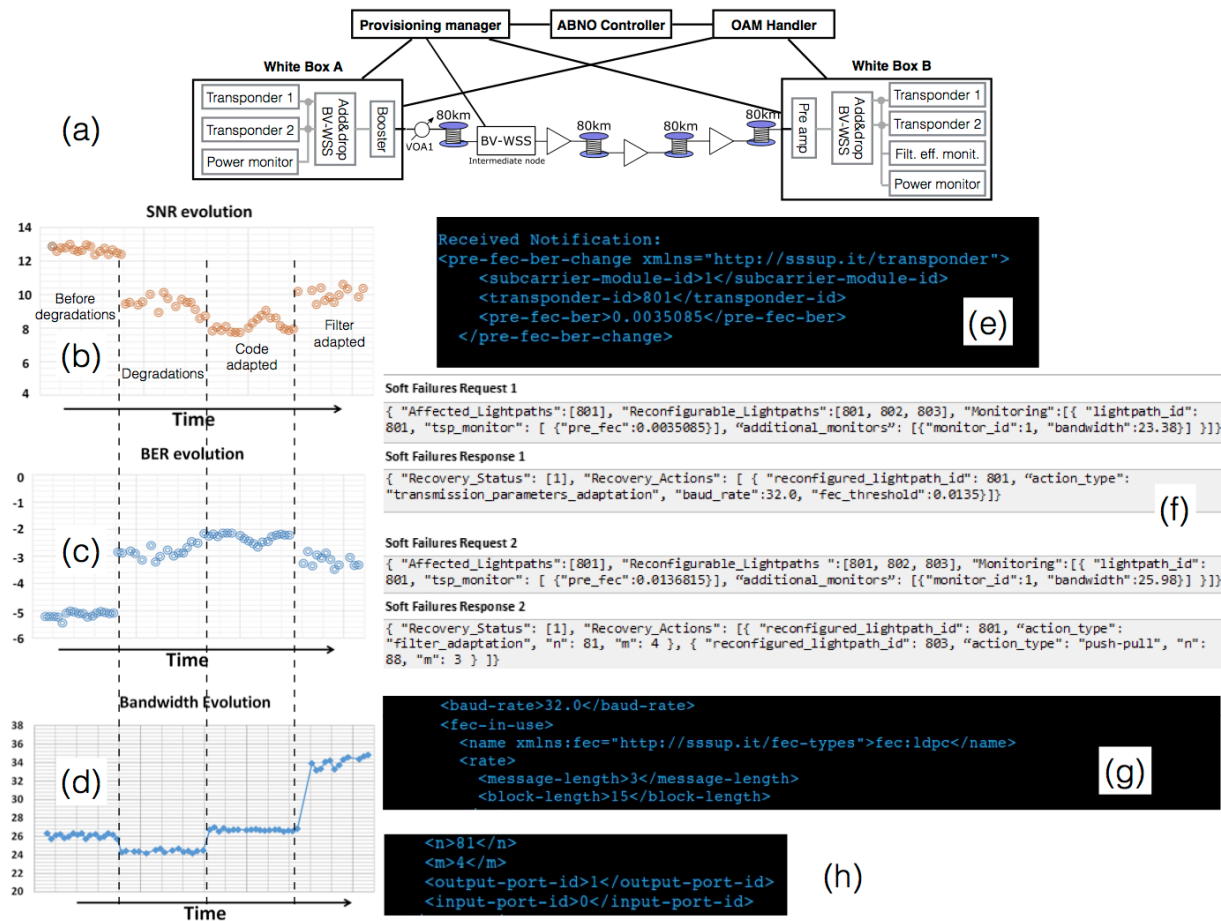 Provisioning manager
ABNO Controller
OAM Handler
White Box A
White Box B
(a)
Transponder 1
Transponder 2
Power monitor
Add&drop
BV-WSS
Booster
VOA1
80km
BV-WSS
Intermediate node
80km
80km
80km
Pre amp
Add&drop
BV-WSS
Transponder 1
Transponder 2
Filt. eff. monit.
Power monitor
SNR evolution
14
12
10
8
6
4
Before
degradations
Degradations
Code
adapted
Filter
adapted
(b)
Time
BER evolution
0
-1
-2
-3
-4
-5
-6
(c)
Time
Bandwidth Evolution
38
36
34
32
30
28
26
24
22
20
(d)
Time
Received Notification:
<pre-fec-ber-change xmlns="http://sssup.it/transponder">
<subcarrier-module-id>1</subcarrier-module-id>
<transponder-id>801</transponder-id>
<pre-fec-ber>0.0035085</pre-fec-ber>
</pre-fec-ber-change>
(e)
Soft Failures Request 1
{ "Affected_Lightpaths":[801], "Reconfigurable_Lightpaths":[801, 802, 803], "Monitoring":[{ "lightpath_id":
801, "tsp_monitor": [ {"pre_fec":0.0035085}], “additional_monitors”: [{"monitor_id":1, "bandwidth":23.38}] }]}
Soft Failures Response 1
{ "Recovery_Status": [1], "Recovery_Actions": [ { "reconfigured_lightpath_id": 801, “action_type":
"transmission_parameters_adaptation", "baud_rate":32.0, "fec_threshold":0.0135}]}
(f)
Soft Failures Request 2
{ "Affected_Lightpaths":[801], "Reconfigurable_Lightpaths ":[801, 802, 803], "Monitoring":[{ "lightpath_id":
801, "tsp_monitor": [ {"pre_fec":0.0136815}], “additional_monitors”: [{"monitor_id":1, "bandwidth":25.98}] }]}
Soft Failures Response 2
{ "Recovery_Status": [1], "Recovery_Actions": [{ "reconfigured_lightpath_id": 801, “action_type":
"filter_adaptation", "n": 81, "m": 4 }, { "reconfigured_lightpath_id": 803, “action_type": "push-pull", "n":
88, "m": 3 } ]}
<baud-rate>32.0</baud-rate>
<fec-in-use>
<name xmlns:fec="http://sssup.it/fec-types">fec:ldpc</name>
<rate>
<message-length>3</message-length>
<block-length>15</block-length>
(g)
<n>81</n>
<m>4</m>
<output-port-id>1</output-port-id>
<input-port-id>0</input-port-id>
(h)